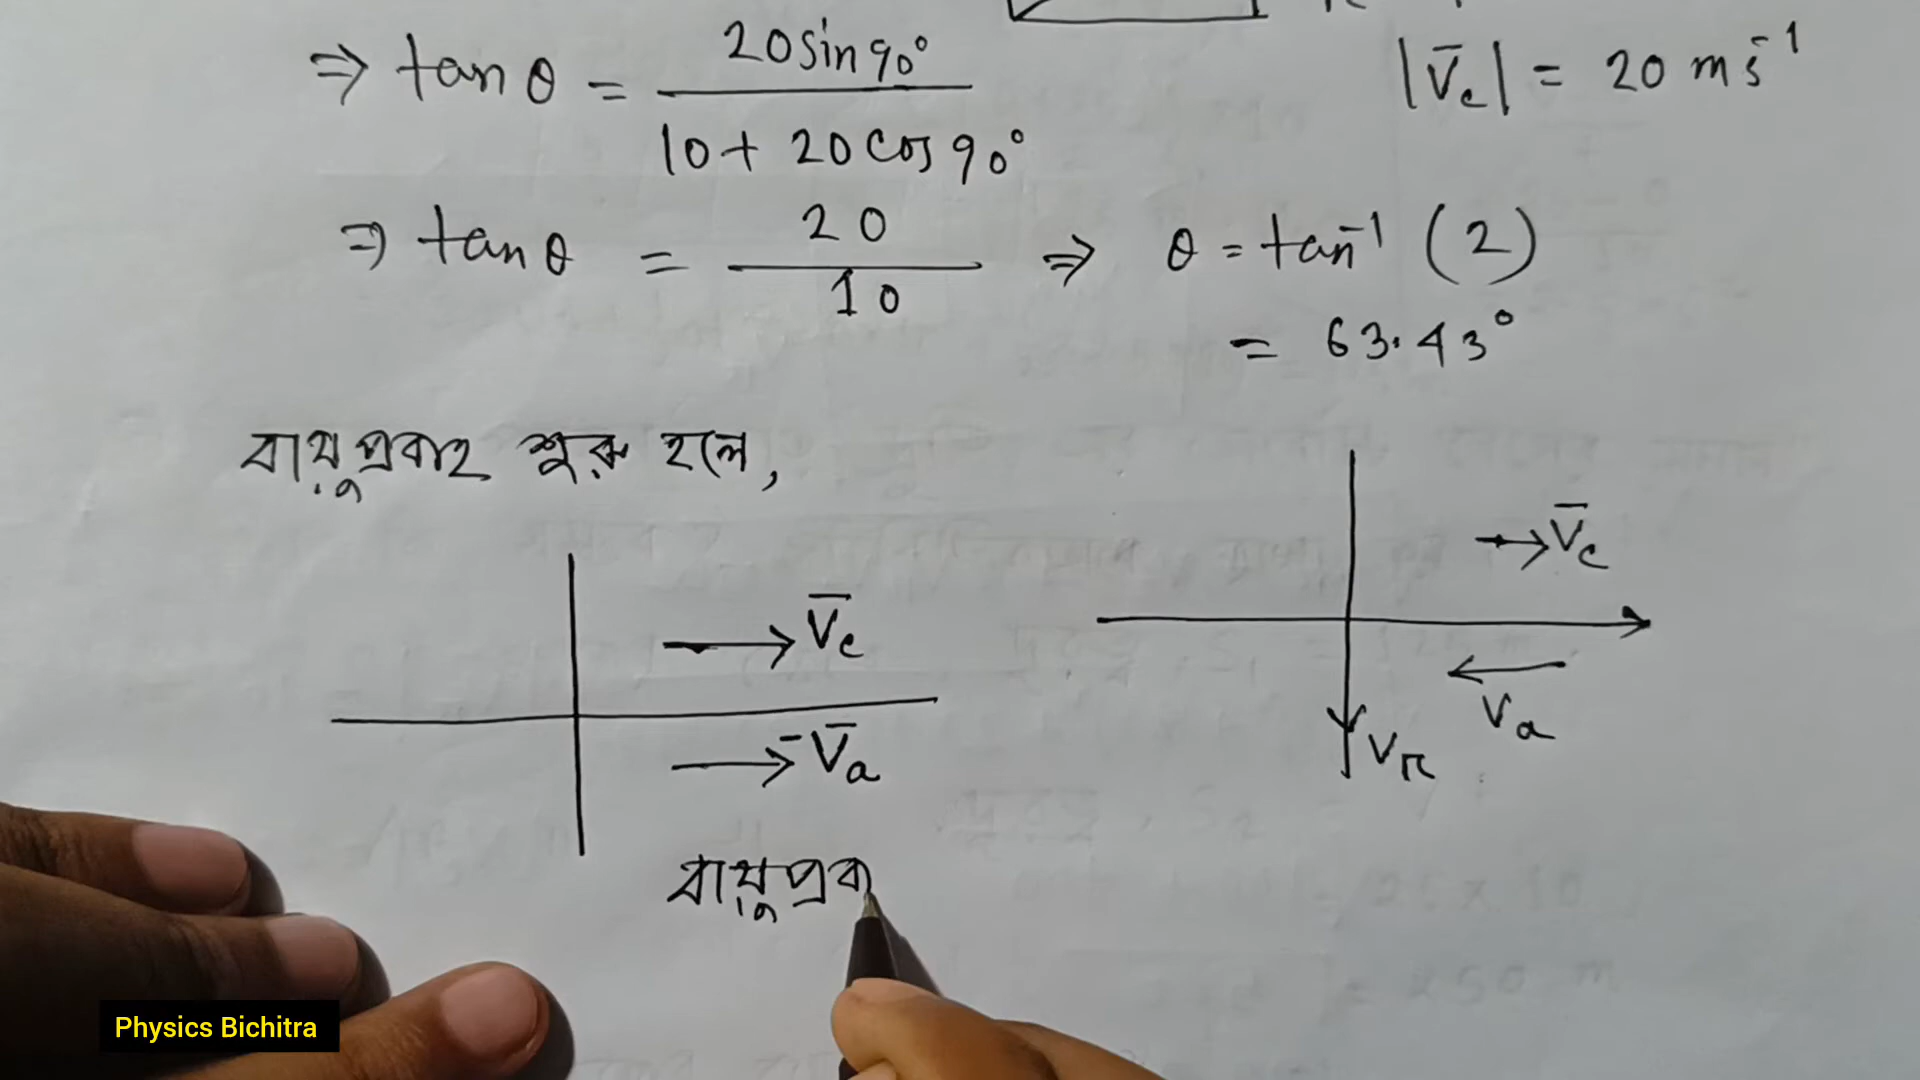 ⇒ tan θ = 20 sin 90° / 10 + 20 cos 90°
|V̄c| = 20 ms⁻¹
⇒ tan θ = 20 / 10 ⇒ θ = tan⁻¹ (2)
= 63.43°
বায়ুপ্রবাহ শুরু হলে,
V̄c
-V̄a
V̄c
Va
VR
বায়ুপ্রব
Physics Bichitra